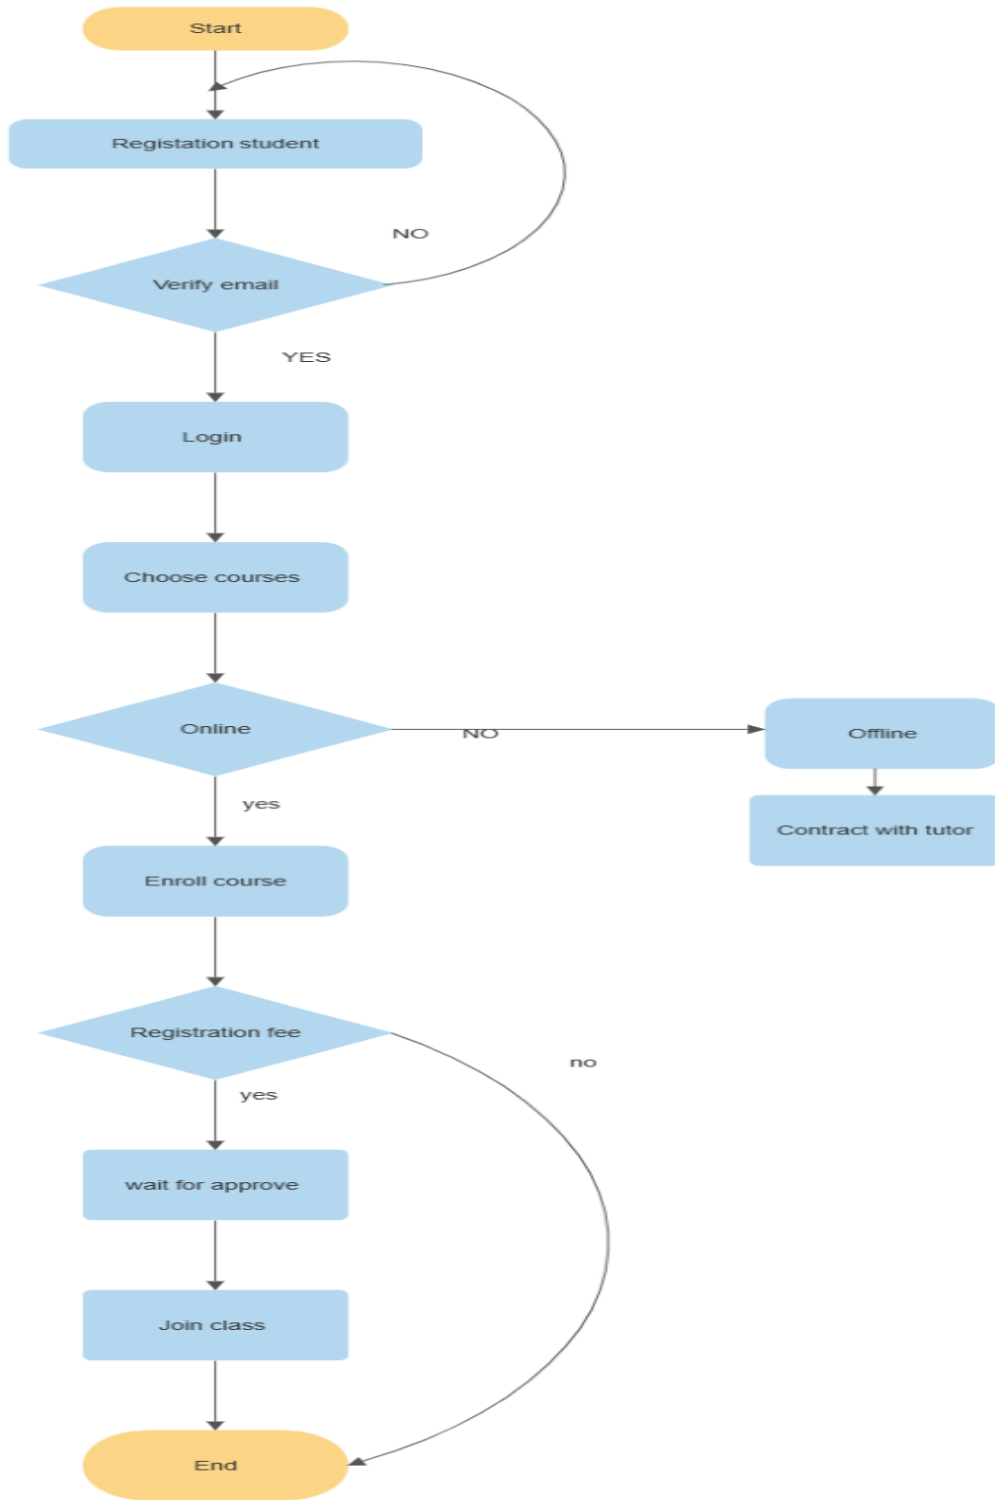 Start
Registation student
NO
Verify email
YES
Login
Choose courses
Online
NO
Offline
yes
Contract with tutor
Enroll course
Registration fee
no
yes
wait for approve
Join class
End